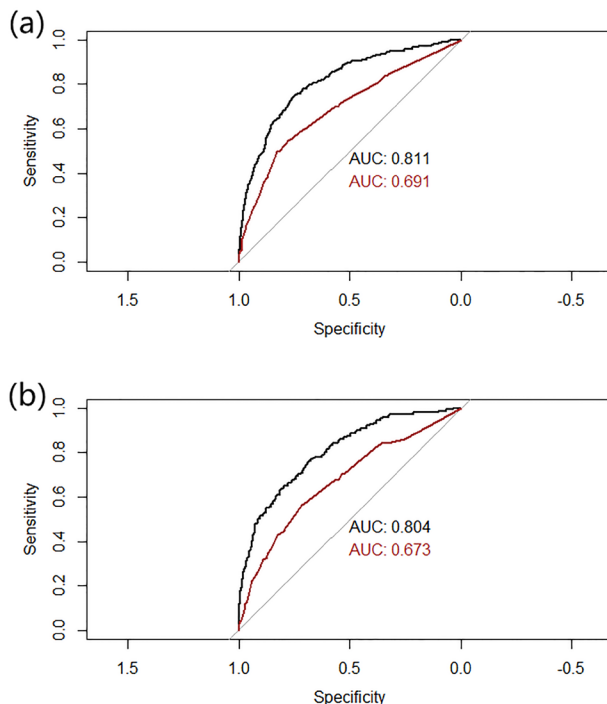 (a)
1.0
0.8
0.6
0.4
0.2
0.0
Sensitivity
AUC: 0.811
AUC: 0.691
1.5 1.0 0.5 0.0 -0.5
Specificity
(b)
1.0
0.8
0.6
0.4
0.2
0.0
Sensitivity
AUC: 0.804
AUC: 0.673
1.5 1.0 0.5 0.0 -0.5
Specificity